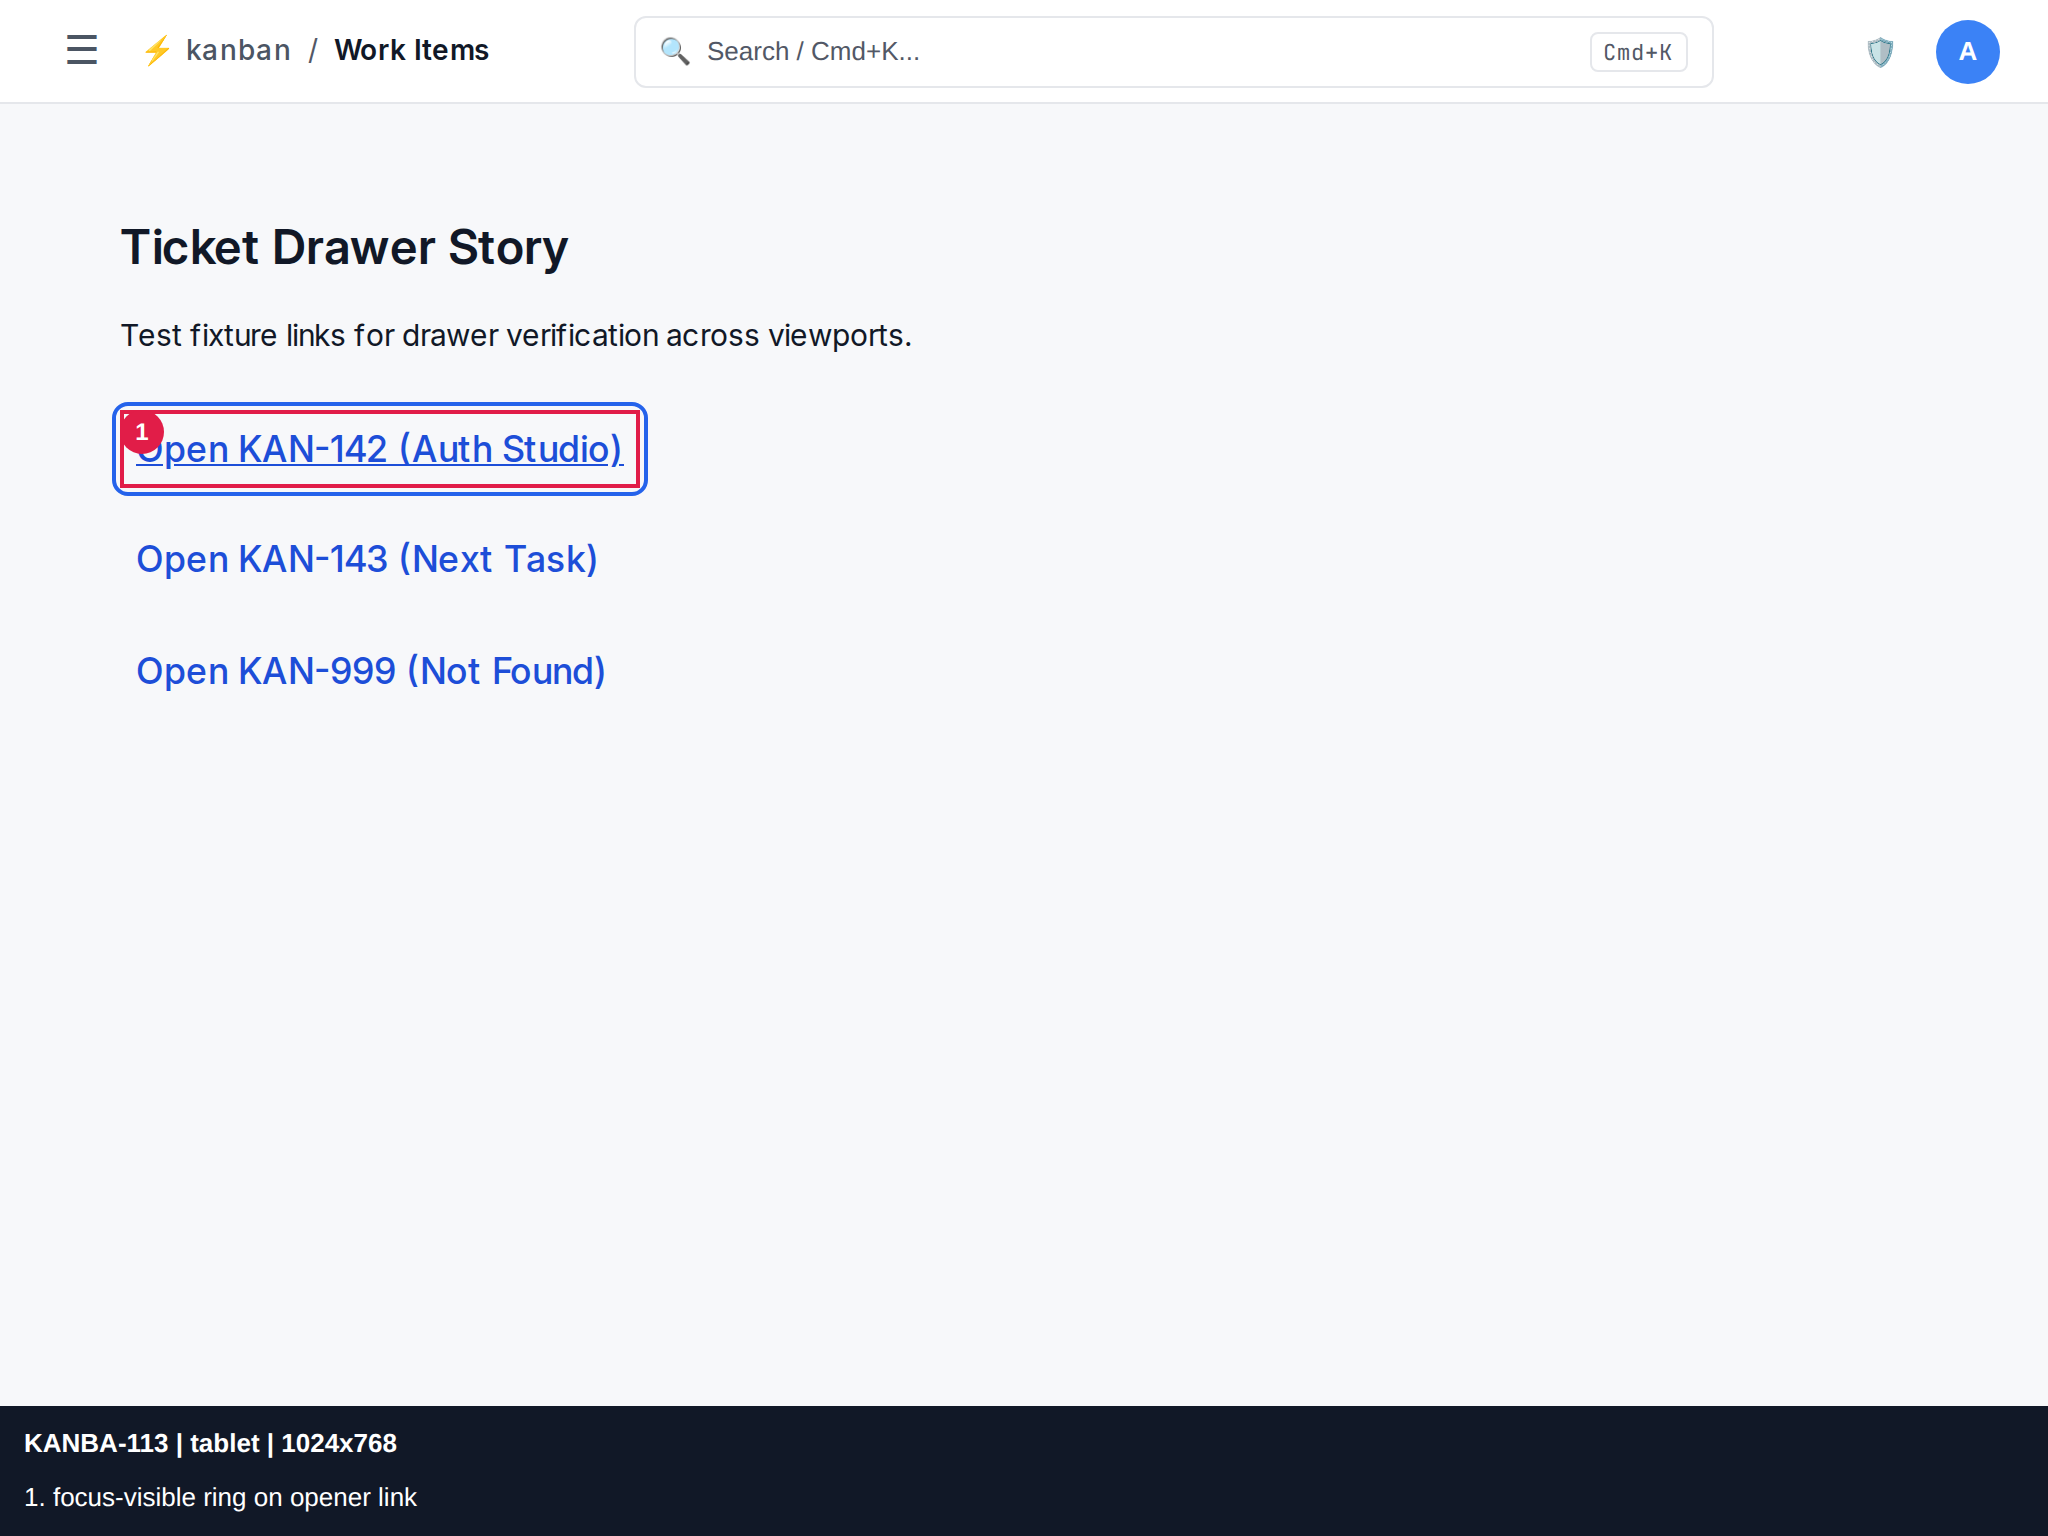 ☰ ⚡ kanban / Work Items 🔍 Search / Cmd+K... Cmd+K 🛡️ A
Ticket Drawer Story
Test fixture links for drawer verification across viewports.
1
Open KAN-142 (Auth Studio)
Open KAN-143 (Next Task)
Open KAN-999 (Not Found)
KANBA-113 | tablet | 1024x768
1. focus-visible ring on opener link